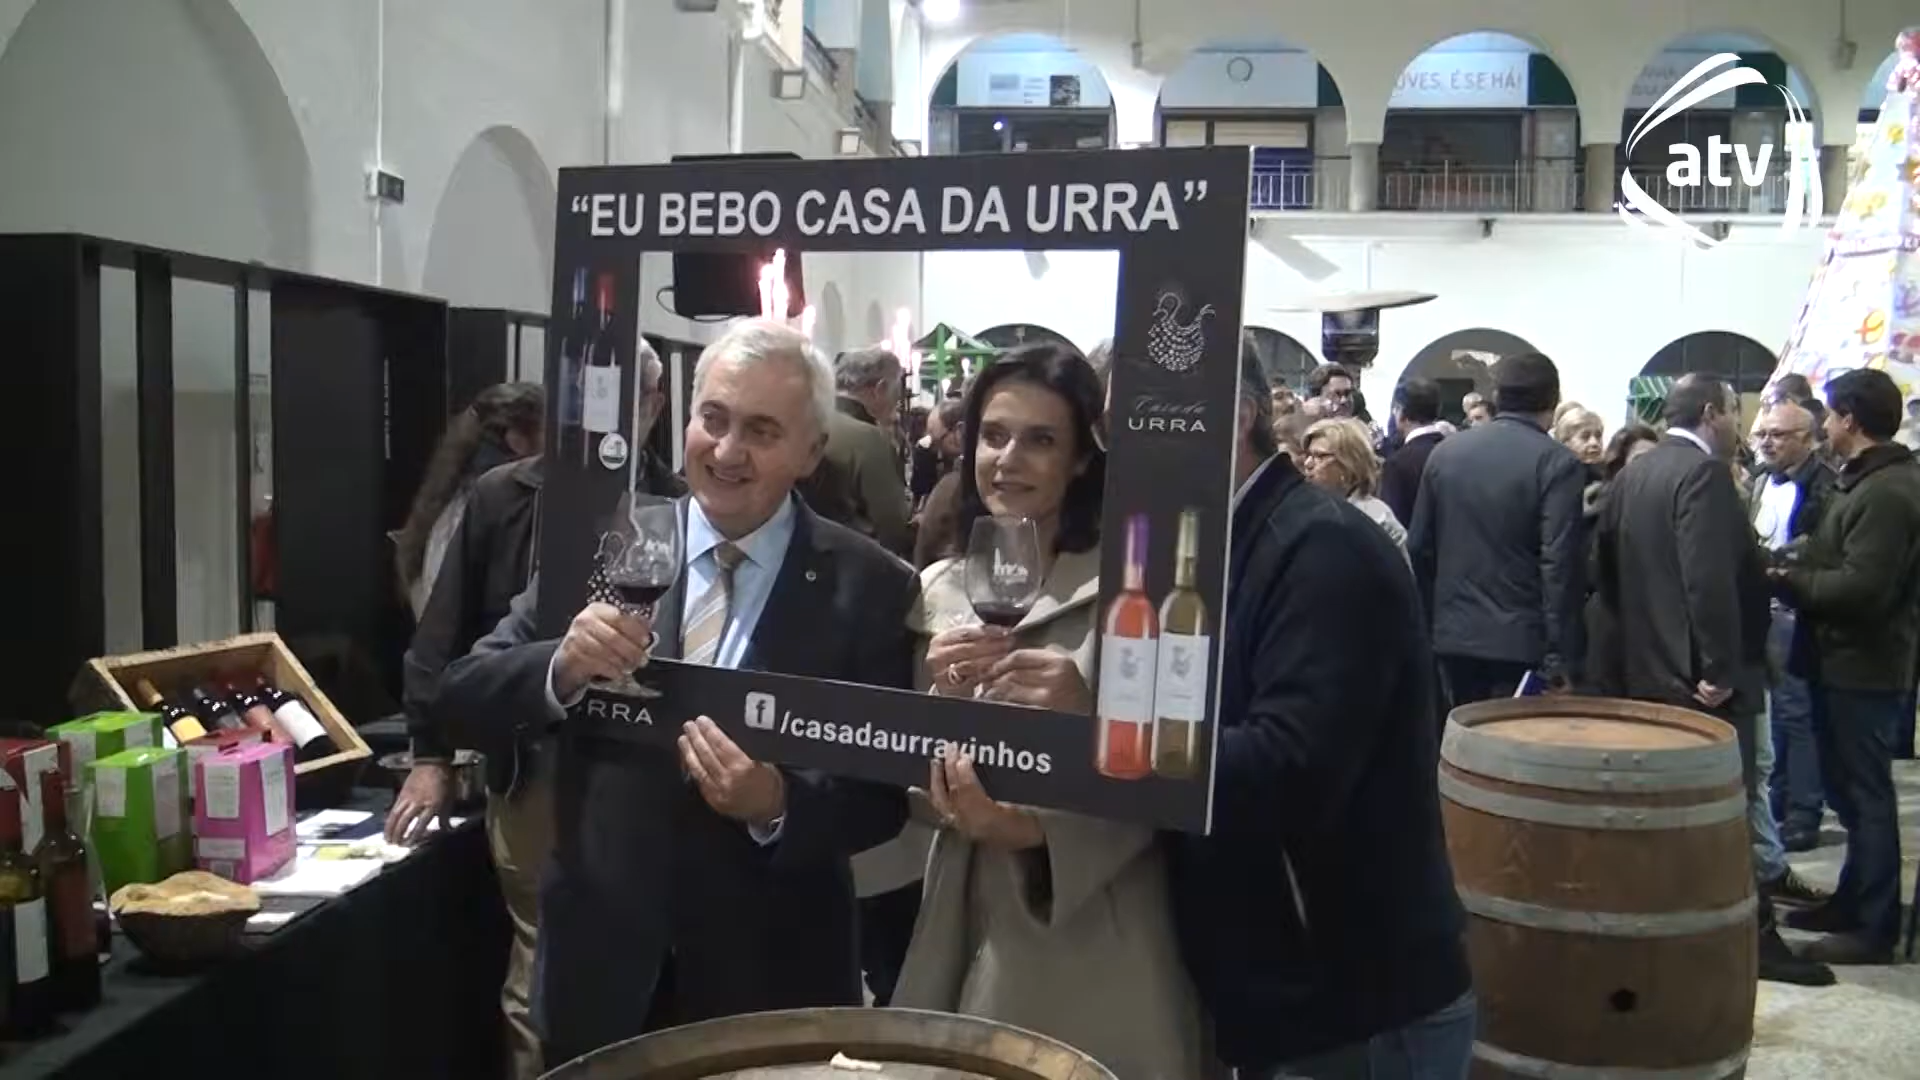 UVES, É SE HÁ!
atv
“EU BEBO CASA DA URRA”
Casa da
URRA
URRA
f/casadaurravinhos